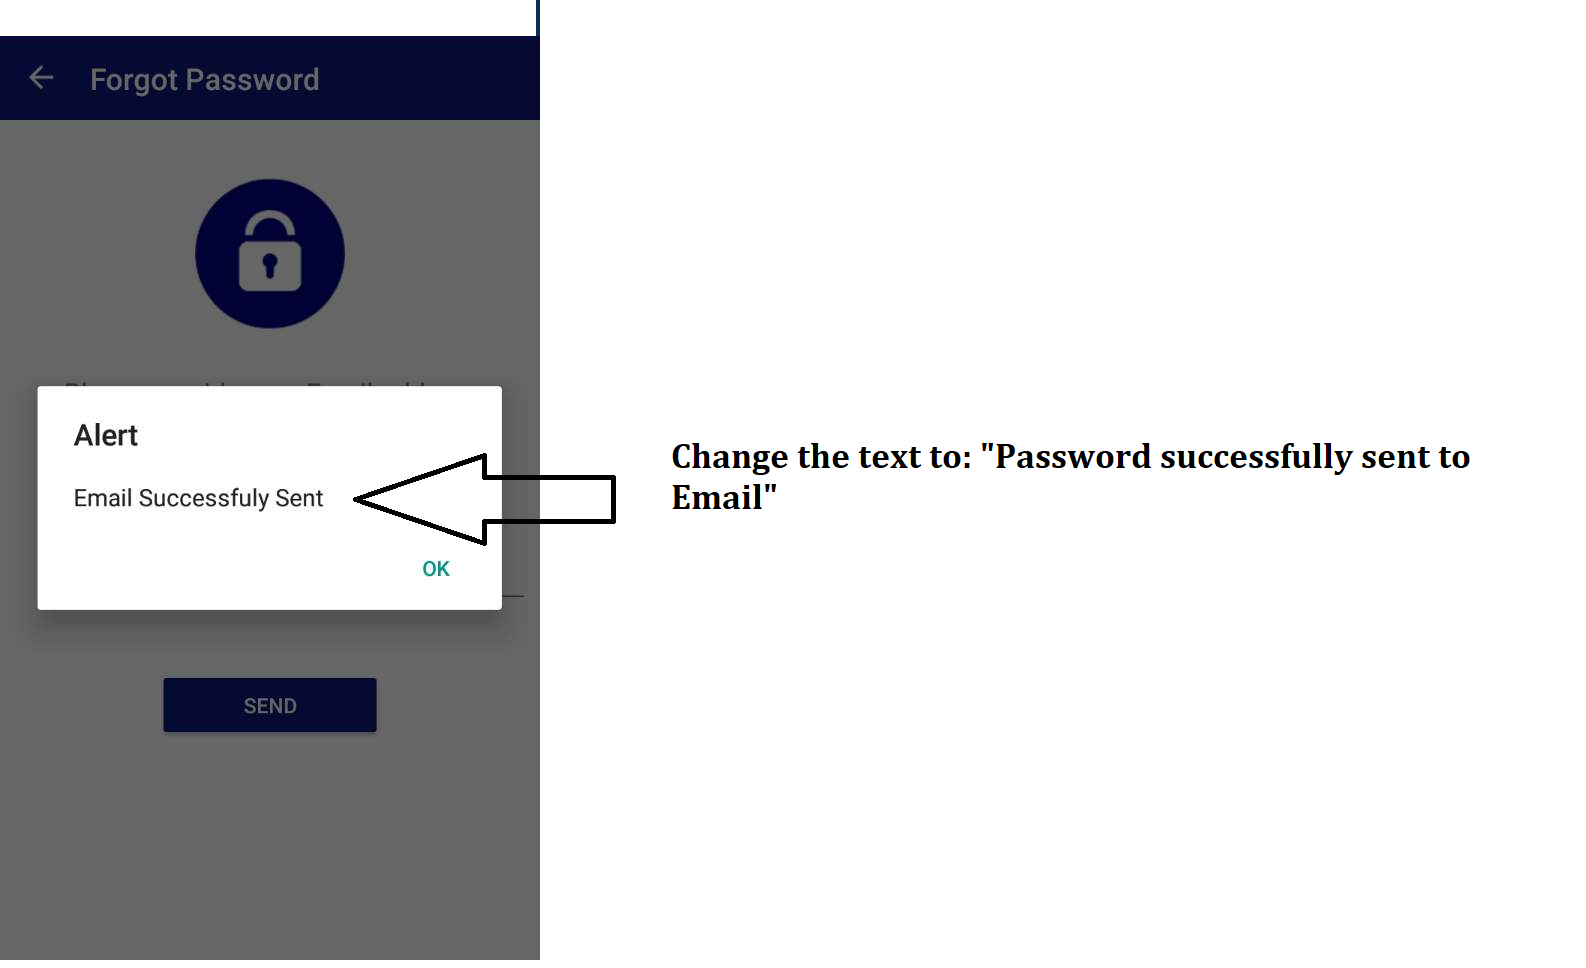 Forgot Password
Alert
Email Successfuly Sent
OK
SEND
Change the text to: "Password successfully sent to
Email"